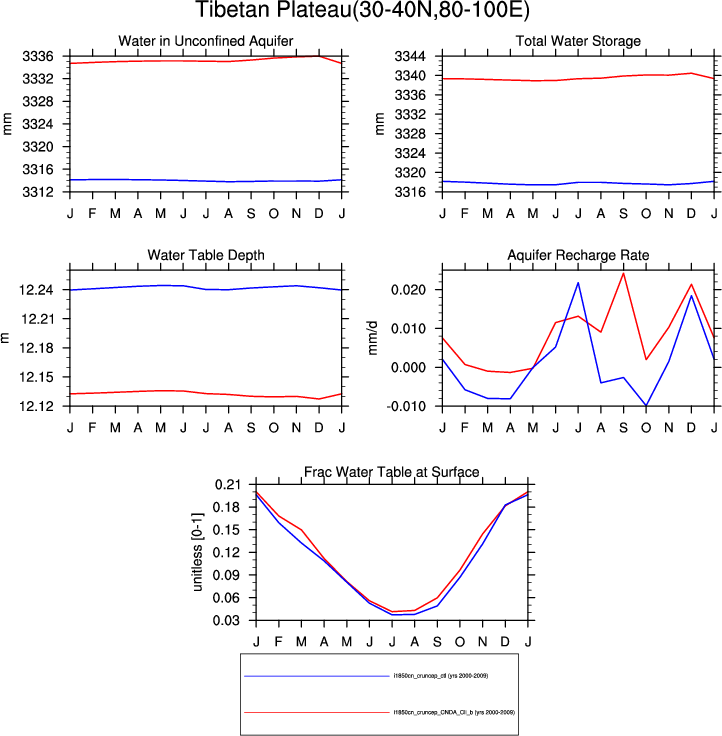 Tibetan Plateau(30-40N,80-100E)
Water in Unconfined Aquifer
Total Water Storage
3336
3336
3328
3324
3320
3316
3312
mm
J F M A M J J A S O N D J
3344
3340
3336
3332
3328
3324
3320
3316
mm
J F M A M J J A S O N D J
Water Table Depth
Aquifer Recharge Rate
12.24
12.21
12.18
12.15
12.12
m
J F M A M J J A S O N D J
0.020
0.010
0.000
-0.010
mm/d
J F M A M J J A S O N D J
Frac Water Table at Surface
0.21
0.18
0.15
0.12
0.09
0.06
0.03
unitless [0-1]
J F M A M J J A S O N D J
i1850cn_cruncep_ctl (yrs 2000-2009)
i1850cn_cruncep_CNDA_Cli_b (yrs 2000-2009)